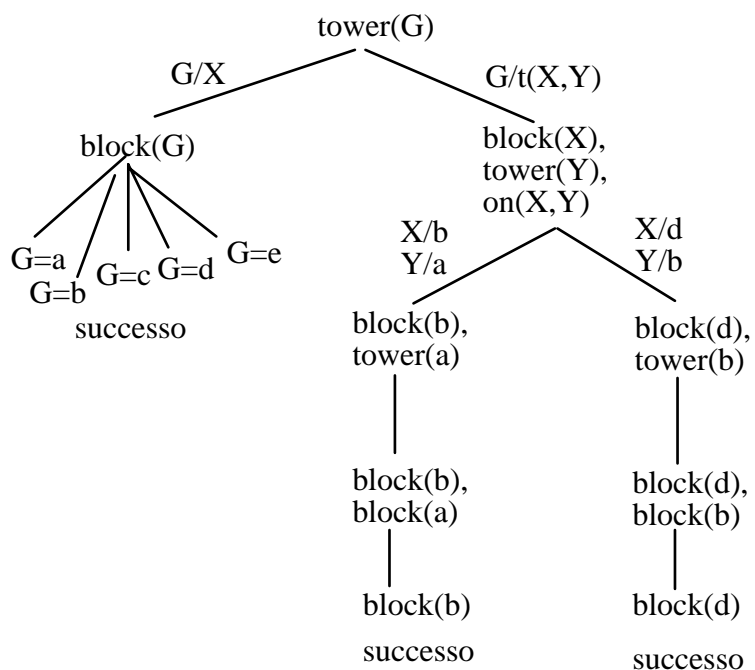 tower(G)
G/X
G/t(X,Y)
block(G)
block(X),
tower(Y),
on(X,Y)
G=a
G=b
G=c
G=d
G=e
successo
X/b
Y/a
X/d
Y/b
block(b),
tower(a)
block(d),
tower(b)
block(b),
block(a)
block(d),
block(b)
block(b)
block(d)
successo
successo